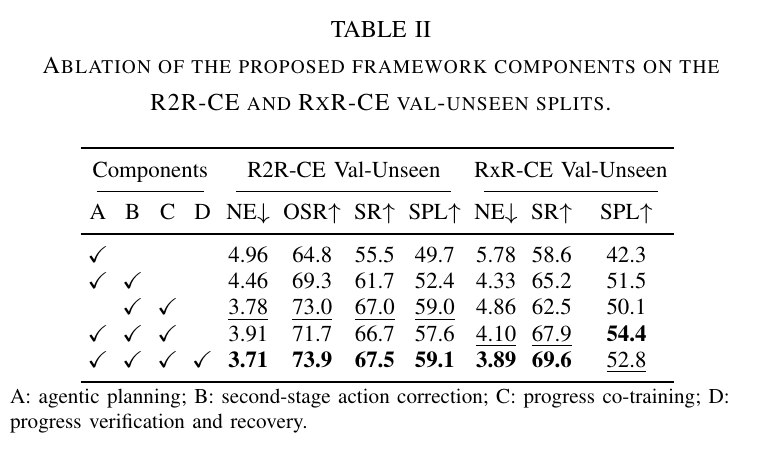 TABLE II
ABLATION OF THE PROPOSED FRAMEWORK COMPONENTS ON THE
R2R-CE AND RXR-CE VAL-UNSEEN SPLITS.
Components R2R-CE Val-Unseen RxR-CE Val-Unseen
A B C D NE↓ OSR↑ SR↑ SPL↑ NE↓ SR↑ SPL↑
✓ 4.96 64.8 55.5 49.7 5.78 58.6 42.3
✓ ✓ 4.46 69.3 61.7 52.4 4.33 65.2 51.5
✓ ✓ 3.78 73.0 67.0 59.0 4.86 62.5 50.1
✓ ✓ ✓ 3.91 71.7 66.7 57.6 4.10 67.9 54.4
✓ ✓ ✓ ✓ 3.71 73.9 67.5 59.1 3.89 69.6 52.8
A: agentic planning; B: second-stage action correction; C: progress co-training; D:
progress verification and recovery.